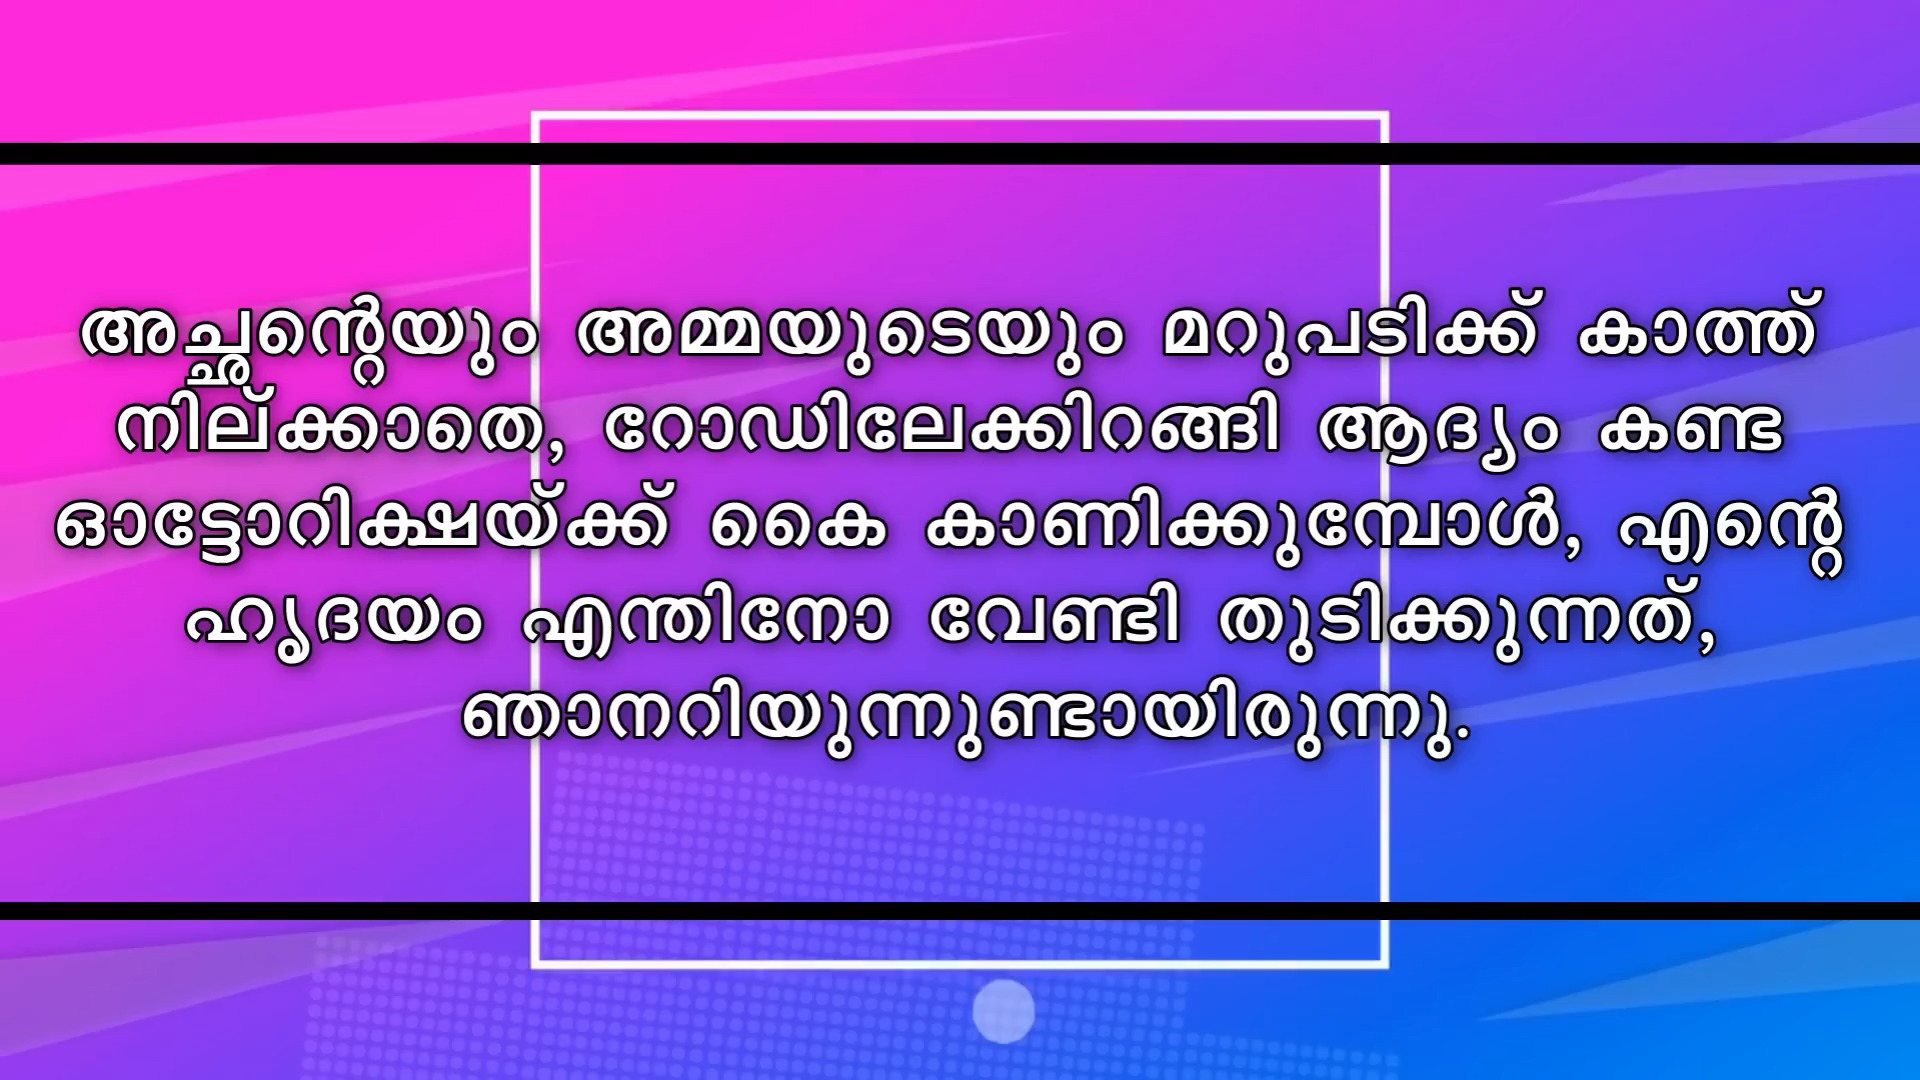 അച്ഛന്റെയും അമ്മയുടെയും മറുപടിക്ക് കാത്ത്
നില്ക്കാതെ, റോഡിലേക്കിറങ്ങി ആദ്യം കണ്ട
ഓട്ടോറിക്ഷയ്ക്ക് കൈ കാണിക്കുമ്പോൾ, എന്റെ
ഹൃദയം എന്തിനോ വേണ്ടി തുടിക്കുന്നത്,
ഞാനറിയുന്നുണ്ടായിരുന്നു.